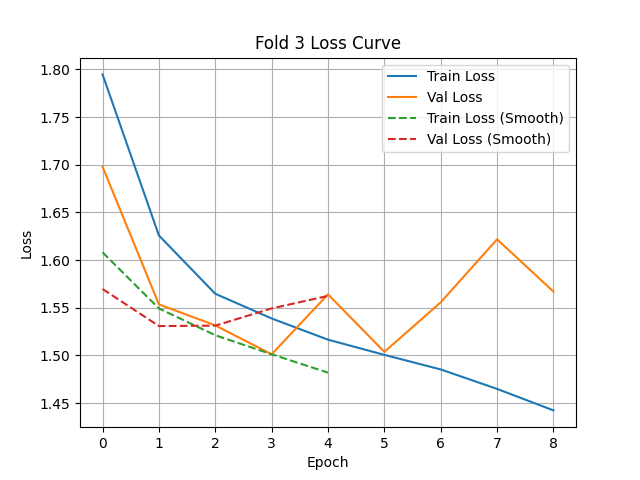 Fold 3 Loss Curve
Train Loss
Val Loss
Train Loss (Smooth)
Val Loss (Smooth)
Loss
1.80
1.75
1.70
1.65
1.60
1.55
1.50
1.45
0 1 2 3 4 5 6 7 8
Epoch